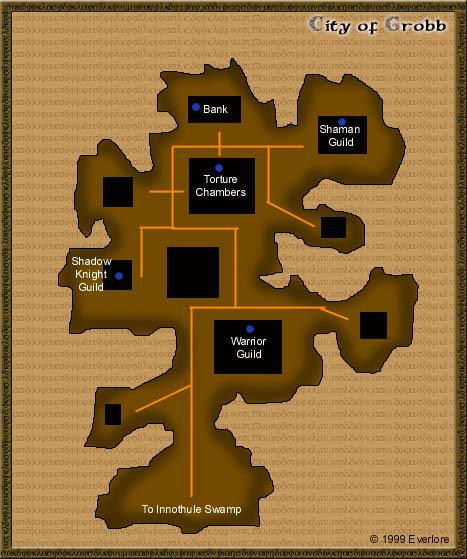 City of Grobb
Bank
Shaman
Guild
Torture
Chambers
Shadow
Knight
Guild
Warrior
Guild
To Innothule Swamp
© 1999 Everlore